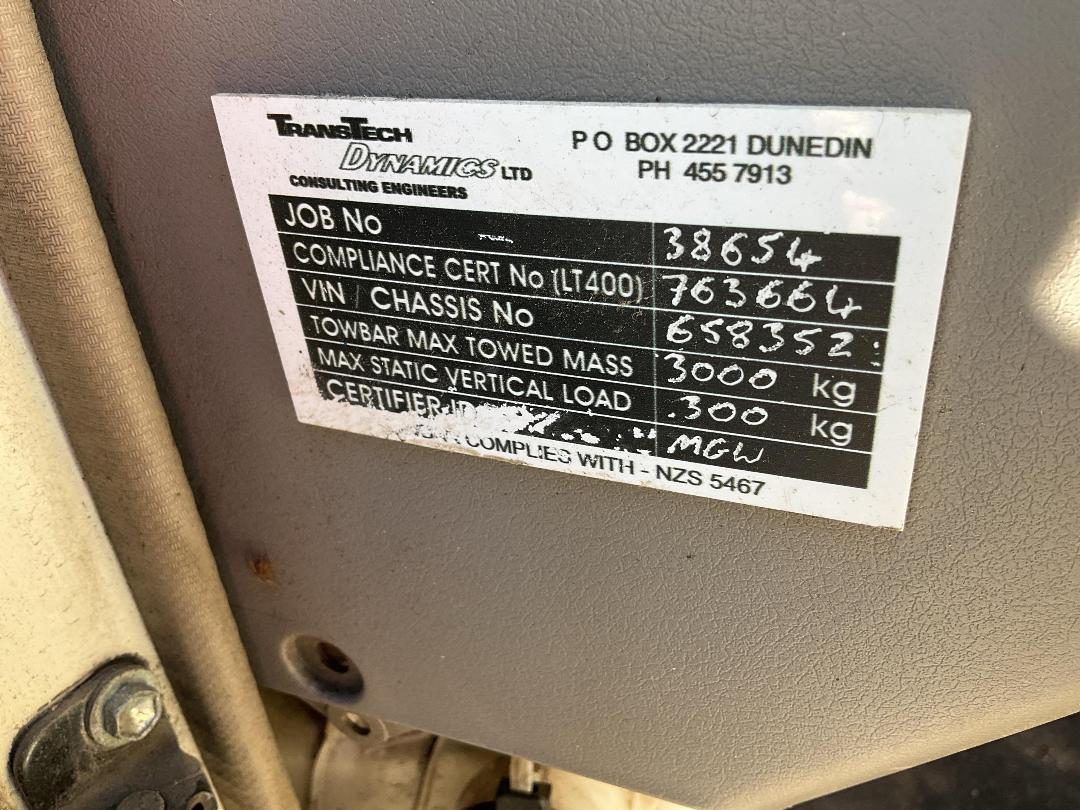 TRANSTECH
DYNAMICS LTD
CONSULTING ENGINEERS
P O BOX 2221 DUNEDIN
PH 455 7913
JOB No 38654
COMPLIANCE CERT No (LT400) 763664
VIN / CHASSIS No 658352
TOWBAR MAX TOWED MASS 3000 kg
MAX STATIC VERTICAL LOAD 300 kg
CERTIFIER ID MGW
COMPLIES WITH - NZS 5467